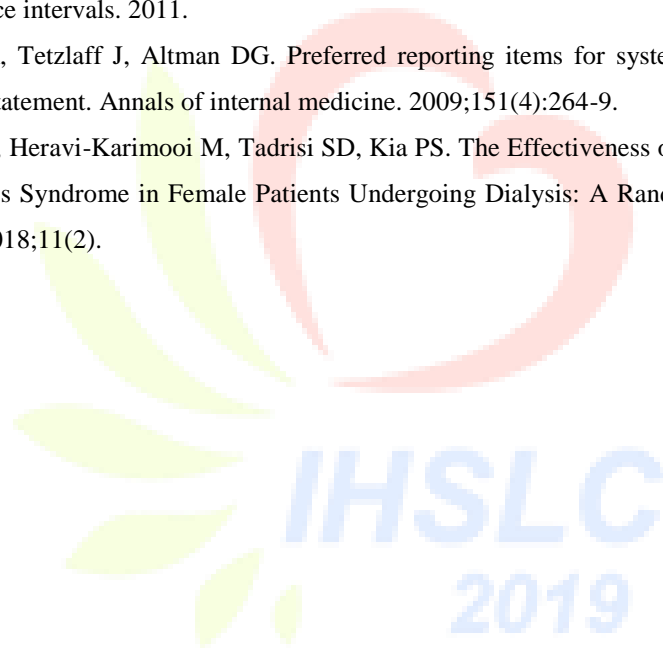 ce intervals. 2011.
, Tetzlaff J, Altman DG. Preferred reporting items for syste
tatement. Annals of internal medicine. 2009;151(4):264-9.
, Heravi-Karimooi M, Tadrisi SD, Kia PS. The Effectiveness o
s Syndrome in Female Patients Undergoing Dialysis: A Rand
018;11(2).
IHSLC
2019